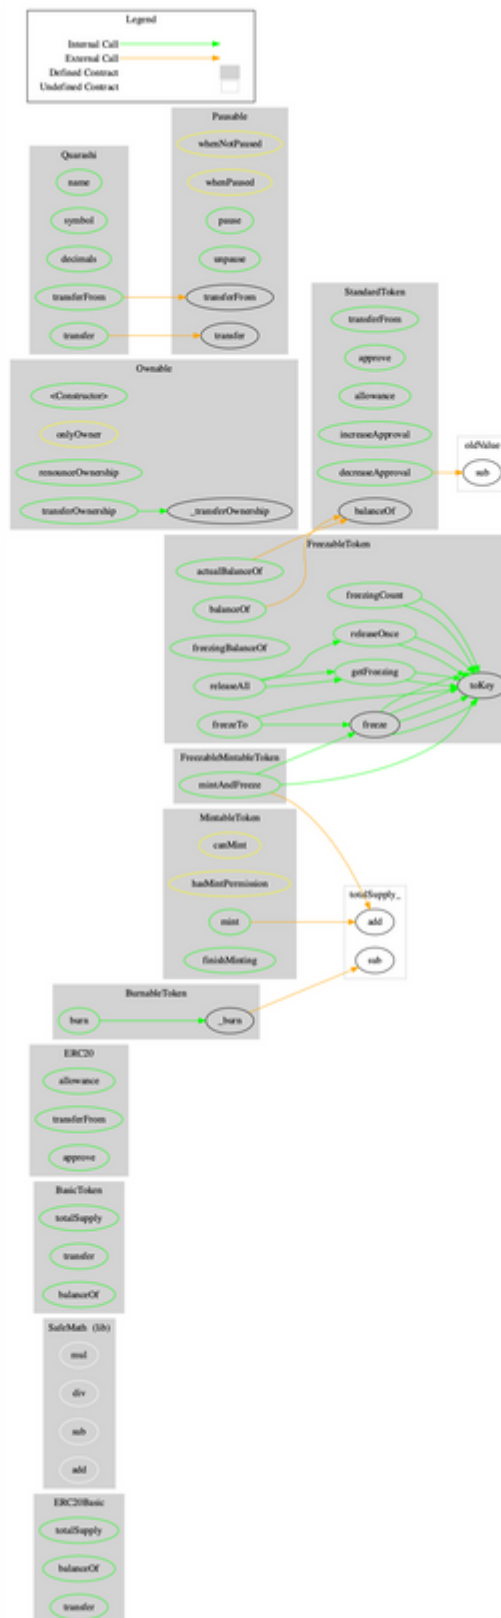 Legend
Internal Call
External Call
Defined Contract
Undefined Contract
Pausable
whenNotPaused
whenPaused
pause
unpause
transferFrom
transfer
Quarashi
name
symbol
decimals
transferFrom
transfer
StandardToken
transferFrom
approve
allowance
increaseApproval
decreaseApproval
balanceOf
oldValue
sub
Ownable
<Constructor>
onlyOwner
renounceOwnership
transferOwnership
_transferOwnership
FreezableToken
actualBalanceOf
balanceOf
freezingBalanceOf
releaseAll
freezeTo
freezingCount
releaseOnce
getFreezing
freeze
toKey
FreezableMintableToken
mintAndFreeze
MintableToken
canMint
hasMintPermission
mint
finishMinting
totalSupply_
add
sub
BurnableToken
burn
_burn
ERC20
allowance
transferFrom
approve
BasicToken
totalSupply
transfer
balanceOf
SafeMath (lib)
mul
div
sub
add
ERC20Basic
totalSupply
balanceOf
transfer